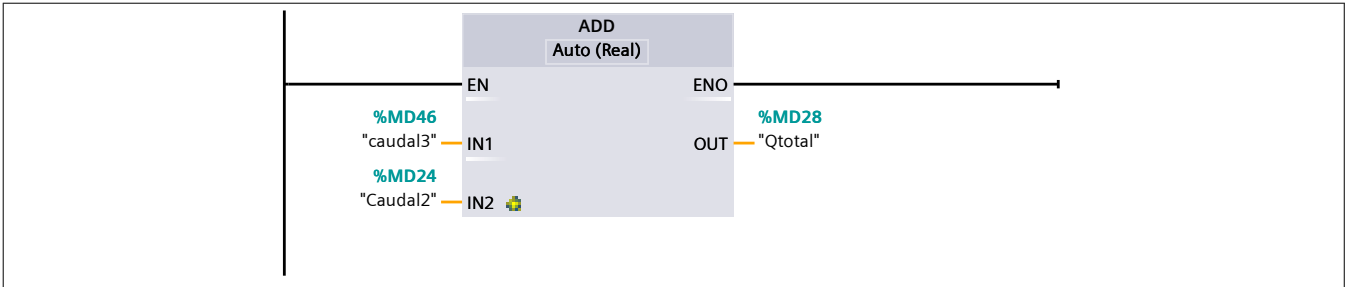 ADD
Auto (Real)
EN
ENO
%MD46
%MD28
"caudal3"
IN1
OUT
"Qtotal"
%MD24
"Caudal2"
IN2